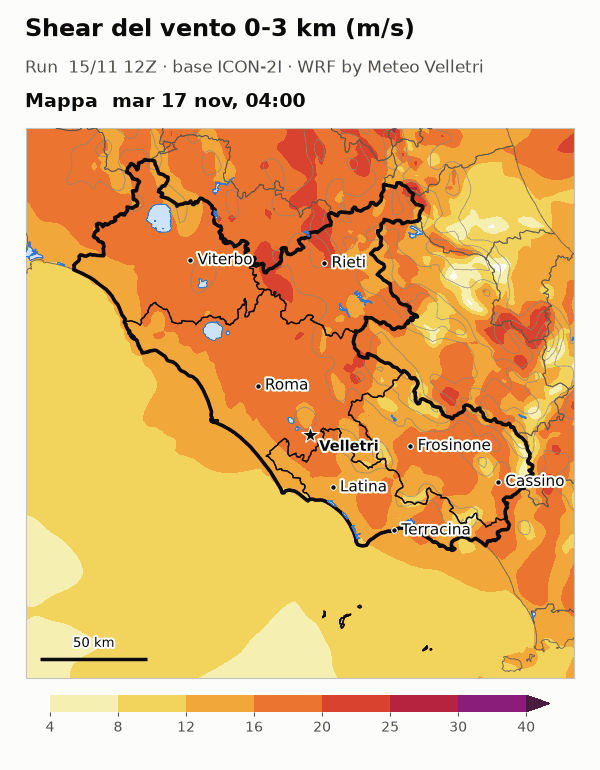 Shear del vento 0-3 km (m/s)
Run  15/11 12Z · base ICON-2I · WRF by Meteo Velletri
Mappa  mar 17 nov, 04:00
Viterbo
Rieti
Roma
Velletri
Frosinone
Cassino
Latina
Terracina
50 km
4 8 12 16 20 25 30 40